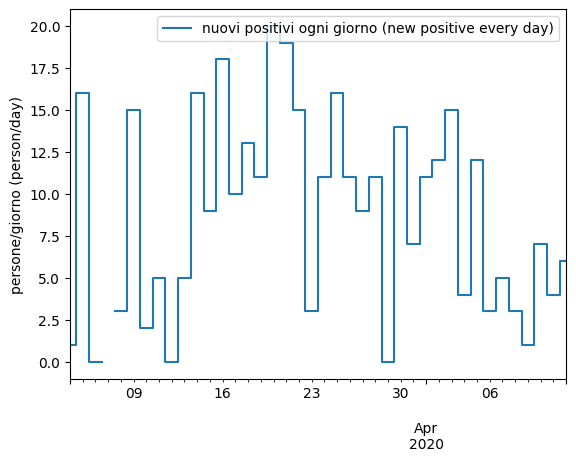 nuovi positivi ogni giorno (new positive every day)
persone/giorno (person/day)
20.0
17.5
15.0
12.5
10.0
7.5
5.0
2.5
0.0
09 16 23 30 06
Apr
2020